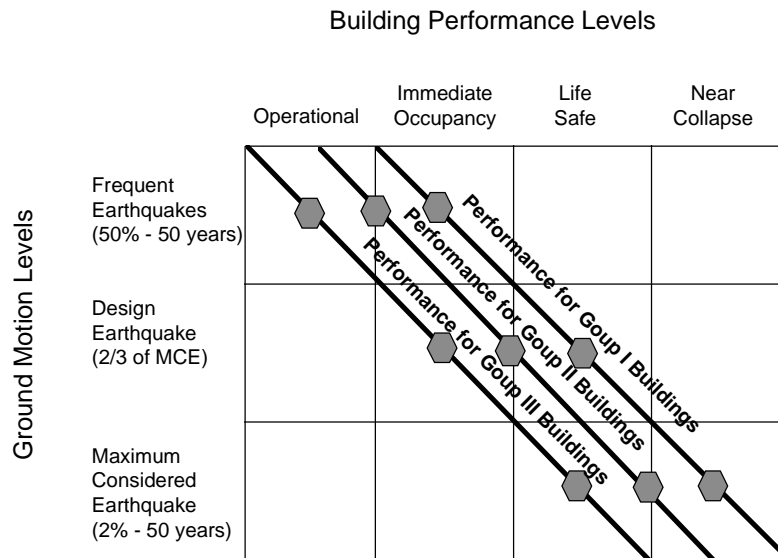 Building Performance Levels
Operational
Immediate
Occupancy
Life
Safe
Near
Collapse
Ground Motion Levels
Frequent
Earthquakes
(50% - 50 years)
Design
Earthquake
(2/3 of MCE)
Maximum
Considered
Earthquake
(2% - 50 years)
Performance for Goup I Buildings
Performance for Goup II Buildings
Performance for Goup III Buildings